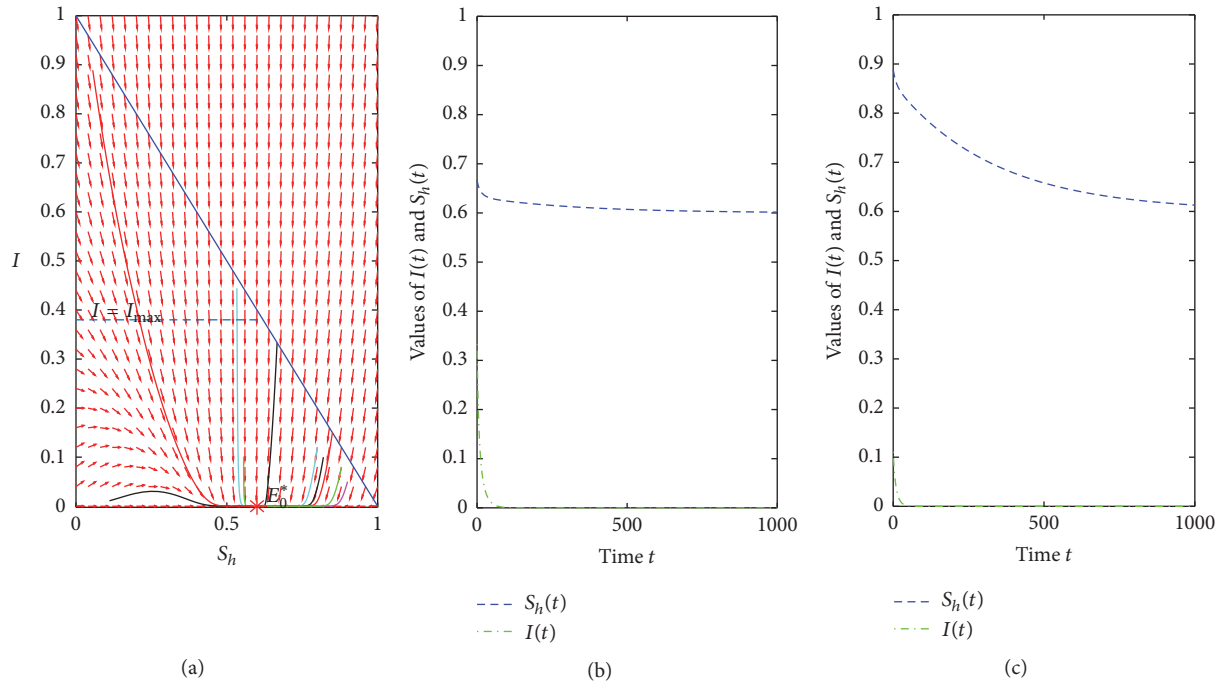 1
0.9
0.8
0.7
0.6
0.5
0.4
0.3
0.2
0.1
0
I
I = I_max
E_0^*
0 0.5 1
S_h
(a)
1
0.9
0.8
0.7
0.6
0.5
0.4
0.3
0.2
0.1
0
Values of I(t) and S_h(t)
0 500 1000
Time t
S_h(t)
I(t)
(b)
1
0.9
0.8
0.7
0.6
0.5
0.4
0.3
0.2
0.1
0
Values of I(t) and S_h(t)
0 500 1000
Time t
S_h(t)
I(t)
(c)